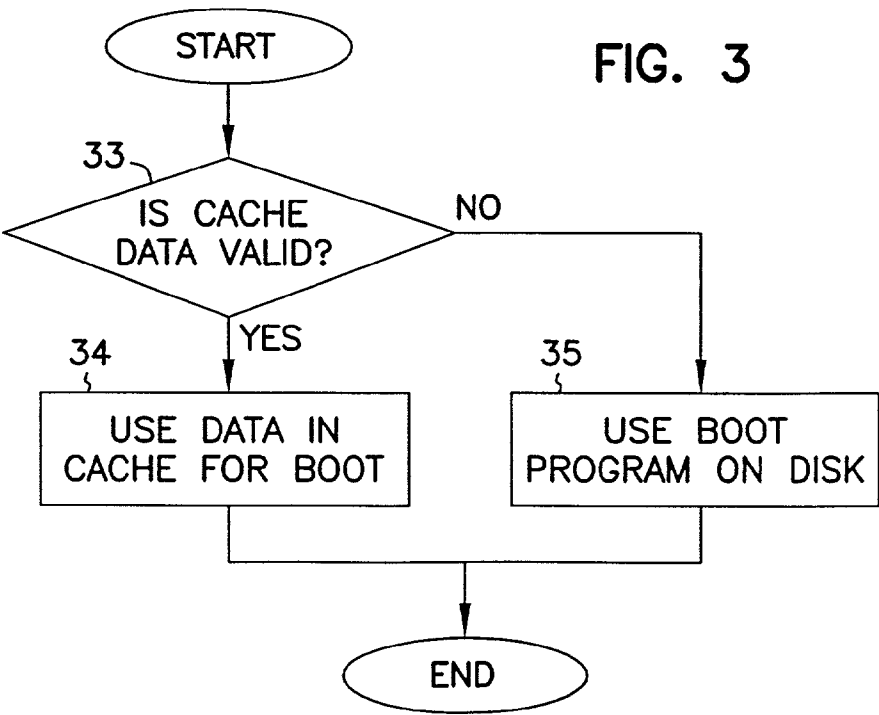 START
FIG. 3
33
IS CACHE
DATA VALID?
NO
YES
34
USE DATA IN
CACHE FOR BOOT
35
USE BOOT
PROGRAM ON DISK
END